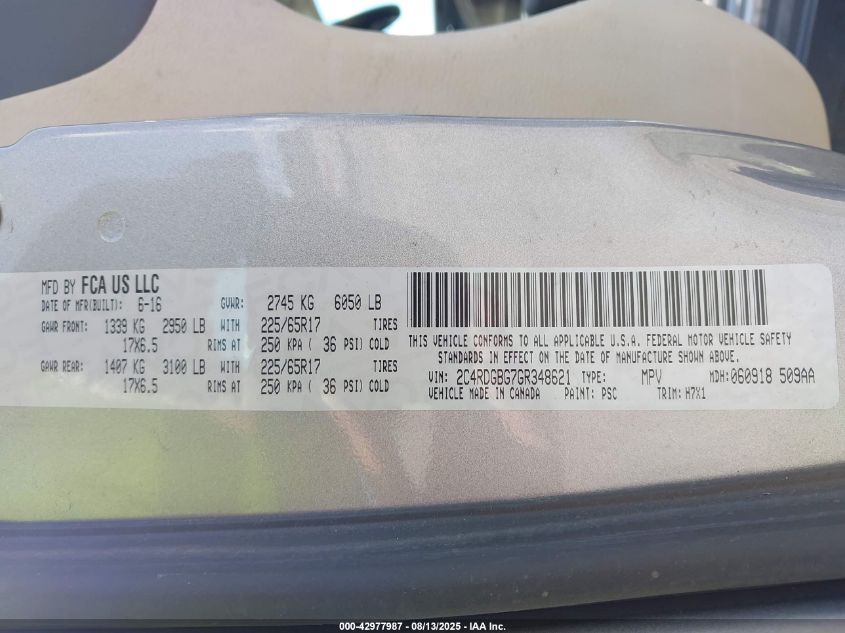 MFD BY FCA US LLC
DATE OF MFR(BUILT): 6-16 GVWR: 2745 KG 6050 LB
GAWR FRONT: 1339 KG 2950 LB WITH 225/65R17 TIRES
17X6.5 RIMS AT 250 KPA ( 36 PSI) COLD
GAWR REAR: 1407 KG 3100 LB WITH 225/65R17 TIRES
17X6.5 RIMS AT 250 KPA ( 36 PSI) COLD
THIS VEHICLE CONFORMS TO ALL APPLICABLE U.S.A. FEDERAL MOTOR VEHICLE SAFETY
STANDARDS IN EFFECT ON THE DATE OF MANUFACTURE SHOWN ABOVE.
VIN: 2C4RDGBG7GR348621 TYPE: MPV MDH: 060918 509AA
VEHICLE MADE IN CANADA PAINT: PSC TRIM: H7X1
000-42977987 - 08/13/2025 - IAA Inc.